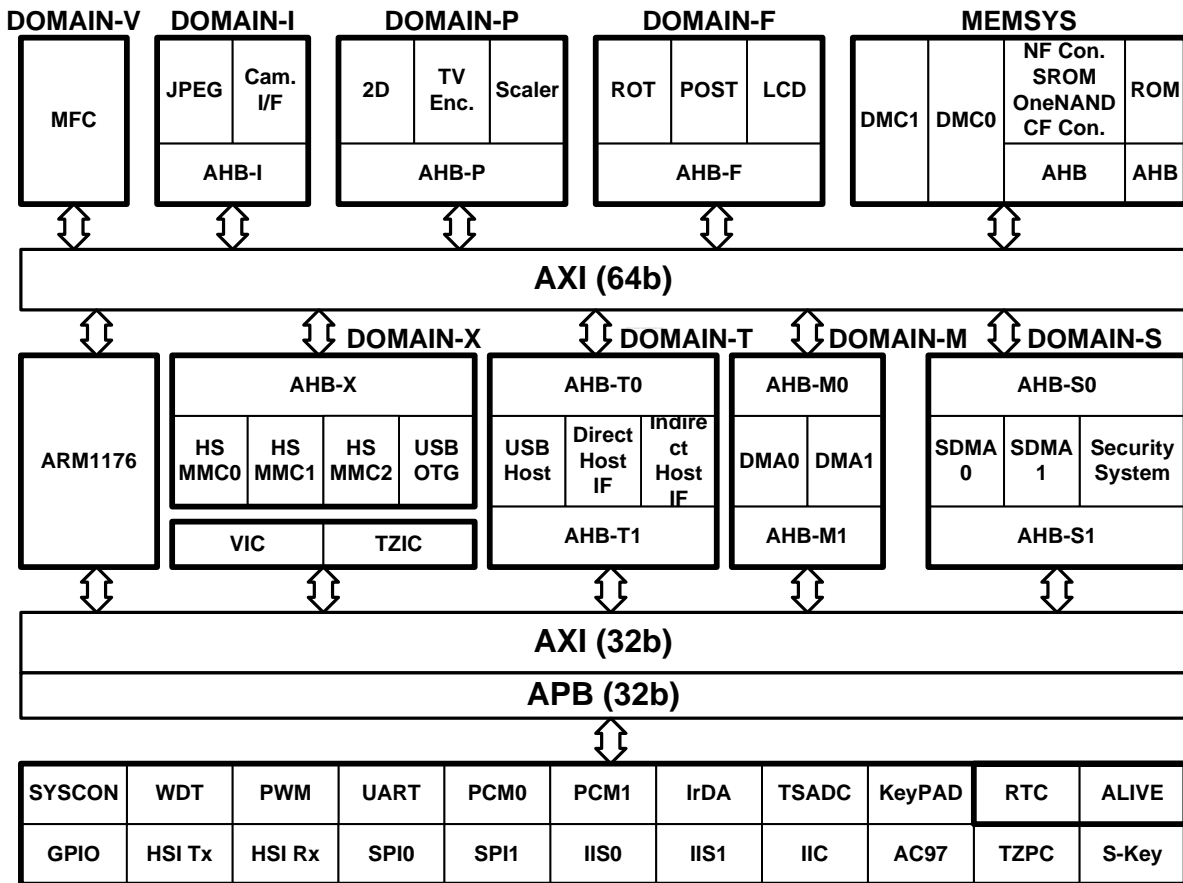 DOMAIN-V
DOMAIN-I
DOMAIN-P
DOMAIN-F
MEMSYS
MFC
JPEG
Cam.
I/F
AHB-I
2D
TV
Enc.
Scaler
AHB-P
ROT
POST
LCD
AHB-F
DMC1
DMC0
NF Con.
SROM
OneNAND
CF Con.
ROM
AHB
AHB
AXI (64b)
DOMAIN-X
DOMAIN-T
DOMAIN-M
DOMAIN-S
ARM1176
AHB-X
HS
MMC0
HS
MMC1
HS
MMC2
USB
OTG
VIC
TZIC
AHB-T0
USB
Host
Direct
Host
IF
Indire
ct
Host
IF
AHB-T1
AHB-M0
DMA0
DMA1
AHB-M1
AHB-S0
SDMA
0
SDMA
1
Security
System
AHB-S1
AXI (32b)
APB (32b)
SYSCON
WDT
PWM
UART
PCM0
PCM1
IrDA
TSADC
KeyPAD
RTC
ALIVE
GPIO
HSI Tx
HSI Rx
SPI0
SPI1
IIS0
IIS1
IIC
AC97
TZPC
S-Key